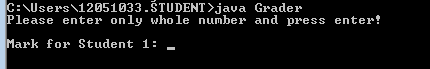 C:\Users\12051033.STUDENT>java Grader
Please enter only whole number and press enter!
Mark for Student 1: _